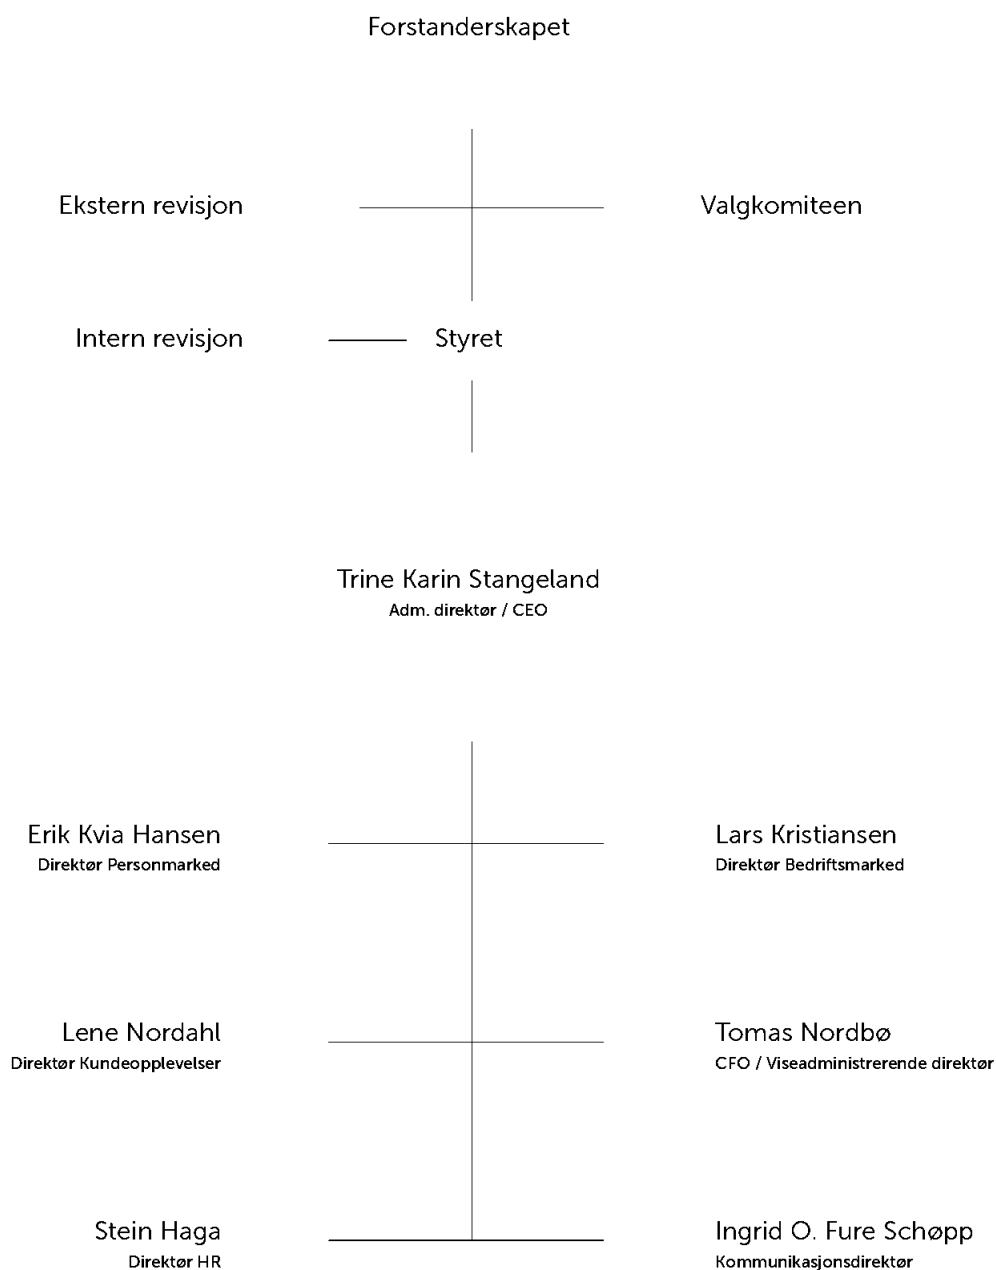 Forstanderskapet
Ekstern revisjon
Valgkomiteen
Intern revisjon
Styret
Trine Karin Stangeland
Adm. direktør / CEO
Erik Kvia Hansen
Direktør Personmarked
Lars Kristiansen
Direktør Bedriftsmarked
Lene Nordahl
Direktør Kundeopplevelser
Tomas Nordbø
CFO / Viseadministrerende direktør
Stein Haga
Direktør HR
Ingrid O. Fure Schøpp
Kommunikasjonsdirektør